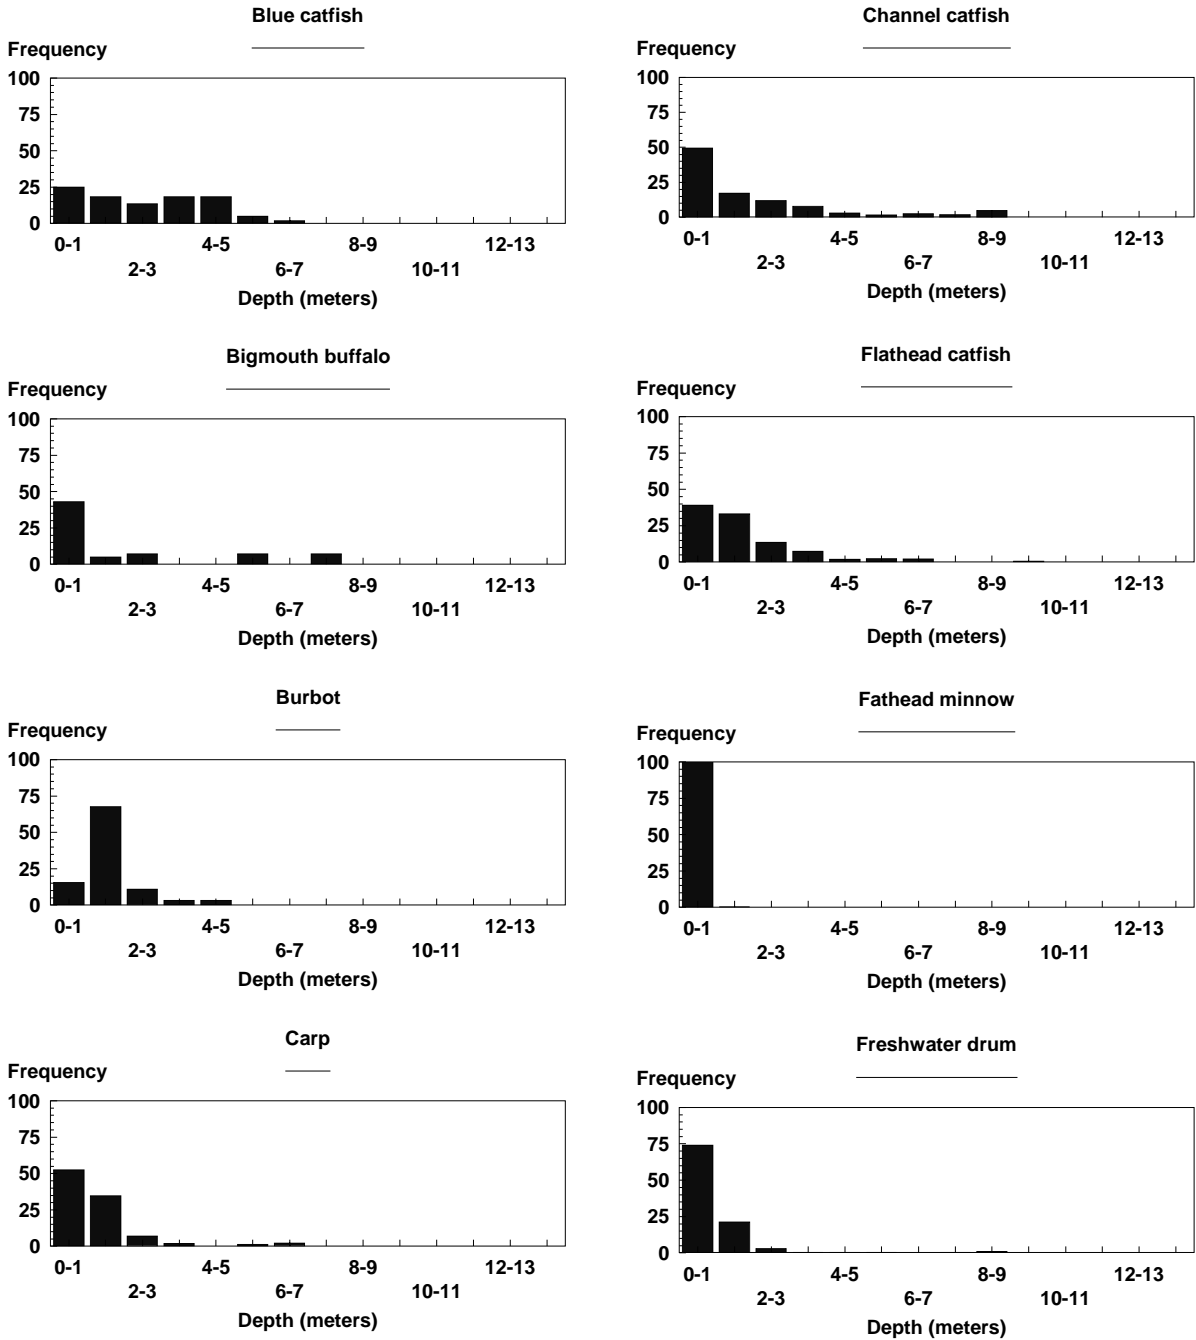 Blue catfish
Frequency
100
75
50
25
0
0-1 4-5 8-9 12-13
2-3 6-7 10-11
Depth (meters)
Channel catfish
Frequency
100
75
50
25
0
0-1 4-5 8-9 12-13
2-3 6-7 10-11
Depth (meters)
Bigmouth buffalo
Frequency
100
75
50
25
0
0-1 4-5 8-9 12-13
2-3 6-7 10-11
Depth (meters)
Flathead catfish
Frequency
100
75
50
25
0
0-1 4-5 8-9 12-13
2-3 6-7 10-11
Depth (meters)
Burbot
Frequency
100
75
50
25
0
0-1 4-5 8-9 12-13
2-3 6-7 10-11
Depth (meters)
Fathead minnow
Frequency
100
75
50
25
0
0-1 4-5 8-9 12-13
2-3 6-7 10-11
Depth (meters)
Carp
Frequency
100
75
50
25
0
0-1 4-5 8-9 12-13
2-3 6-7 10-11
Depth (meters)
Freshwater drum
Frequency
100
75
50
25
0
0-1 4-5 8-9 12-13
2-3 6-7 10-11
Depth (meters)